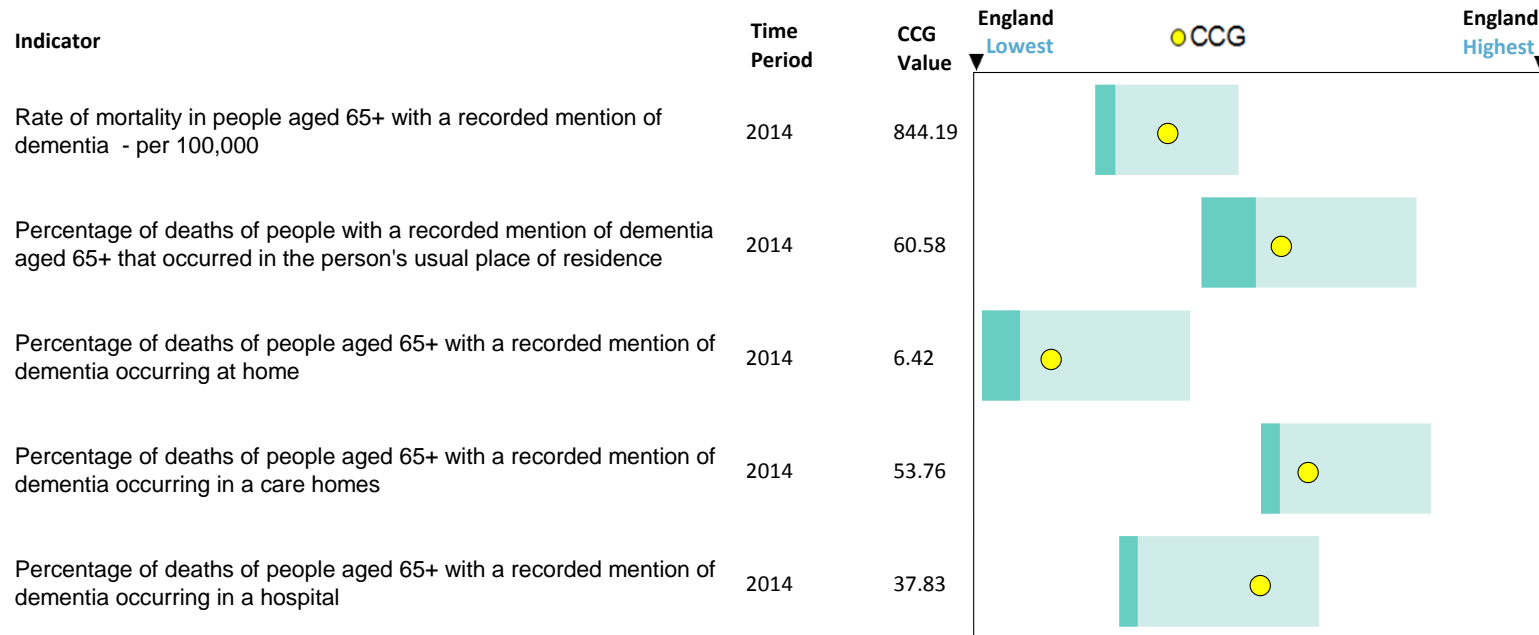 Indicator
Time
Period
CCG
Value
England
Lowest
CCG
England
Highest
Rate of mortality in people aged 65+ with a recorded mention of
dementia - per 100,000
2014
844.19
Percentage of deaths of people with a recorded mention of dementia
aged 65+ that occurred in the person's usual place of residence
2014
60.58
Percentage of deaths of people aged 65+ with a recorded mention of
dementia occurring at home
2014
6.42
Percentage of deaths of people aged 65+ with a recorded mention of
dementia occurring in a care homes
2014
53.76
Percentage of deaths of people aged 65+ with a recorded mention of
dementia occurring in a hospital
2014
37.83